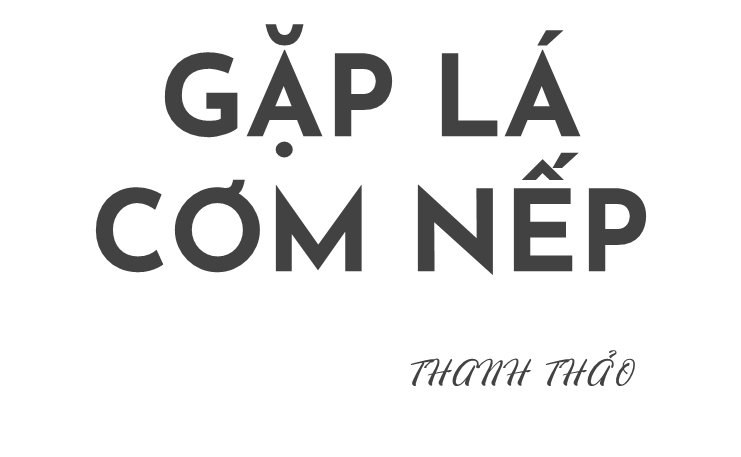 GẶP LÁ
CƠM NẾP
THANH THẢO